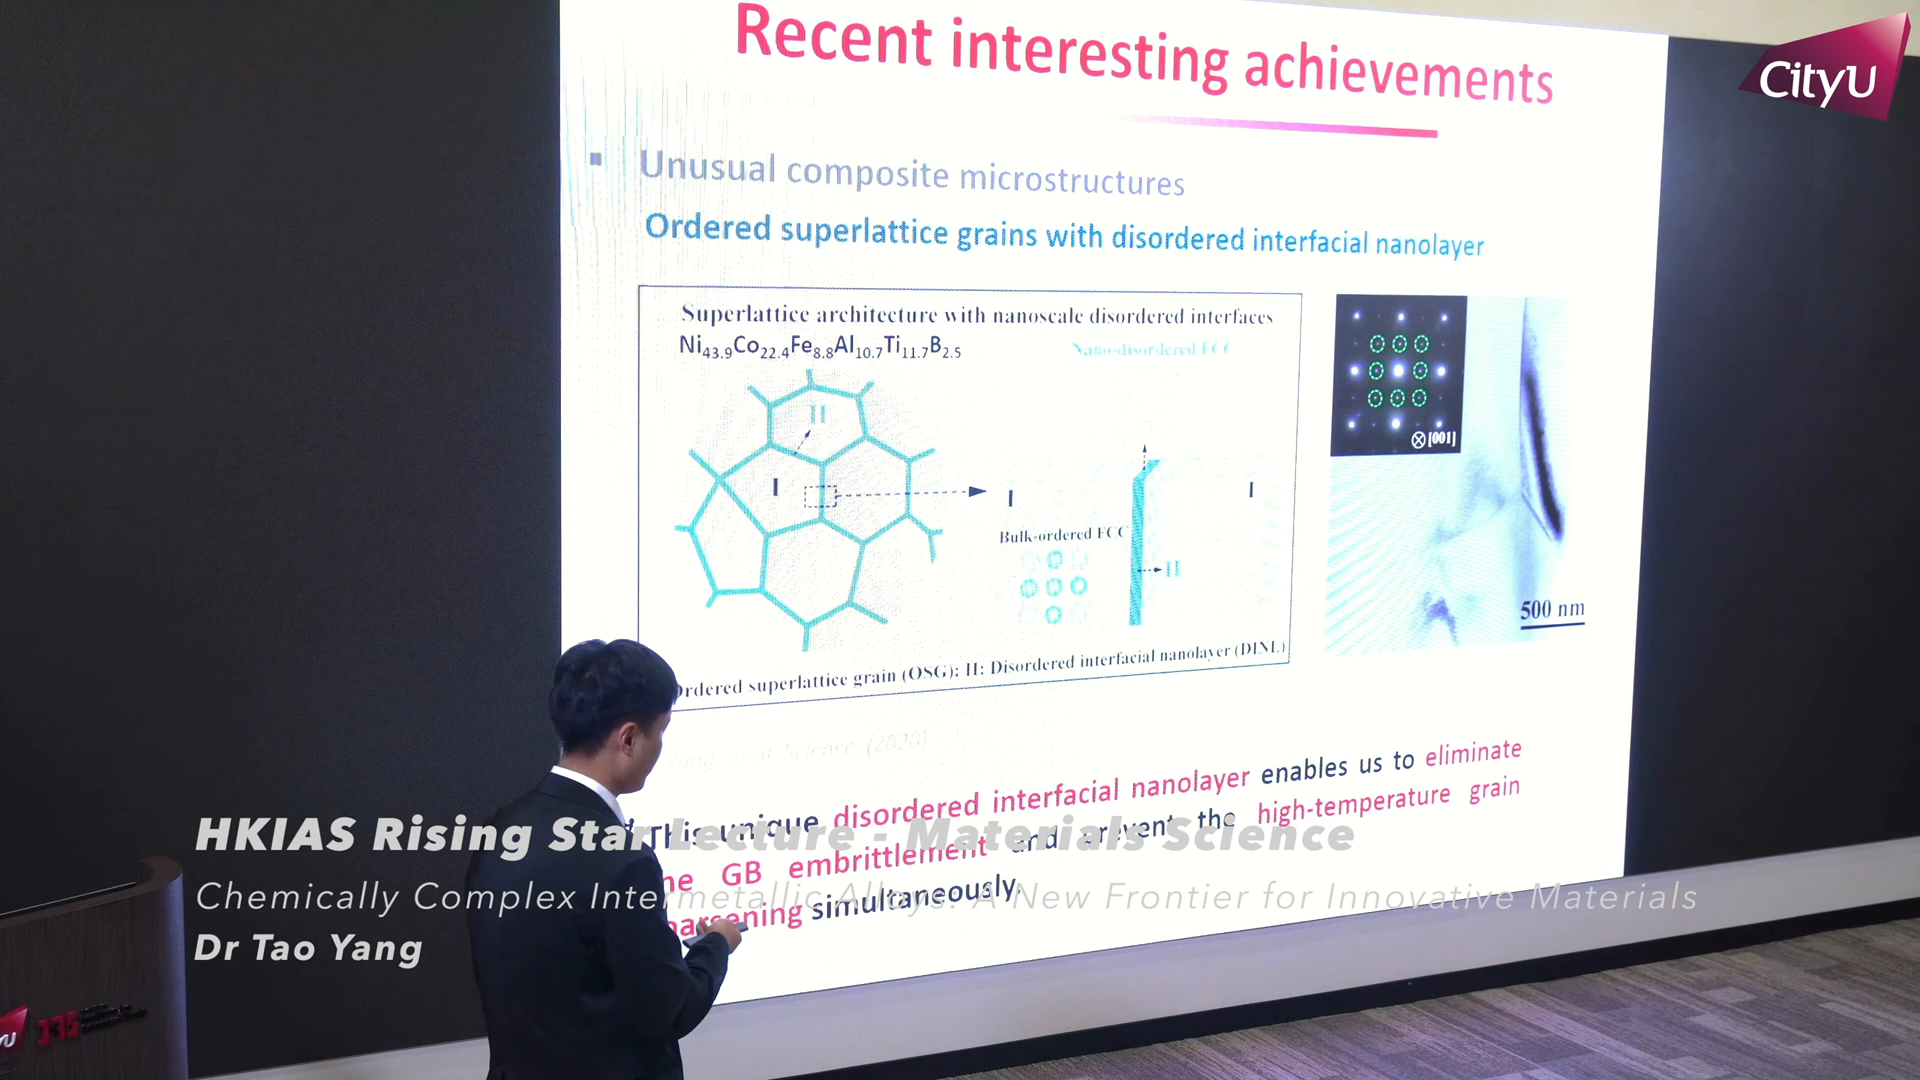 Recent interesting achievements
CityU
Unusual composite microstructures
Ordered superlattice grains with disordered interfacial nanolayer
Superlattice architecture with nanoscale disordered interfaces
Ni43.9Co22.4Fe8.8Al10.7Ti11.7B2.5
Nano-disordered FCC
II
I
I
I
Bulk-ordered FCC
II
[001]
500 nm
rdered superlattice grain (OSG): II: Disordered interfacial nanolayer (DINL)
Science. (2020)
This unique disordered interfacial nanolayer enables us to eliminate
he GB embrittlement and prevent the high-temperature grain
oarsening simultaneously.
HKIAS Rising Star Lecture - Materials Science
Chemically Complex Intermetallic Alloys: A New Frontier for Innovative Materials
Dr Tao Yang